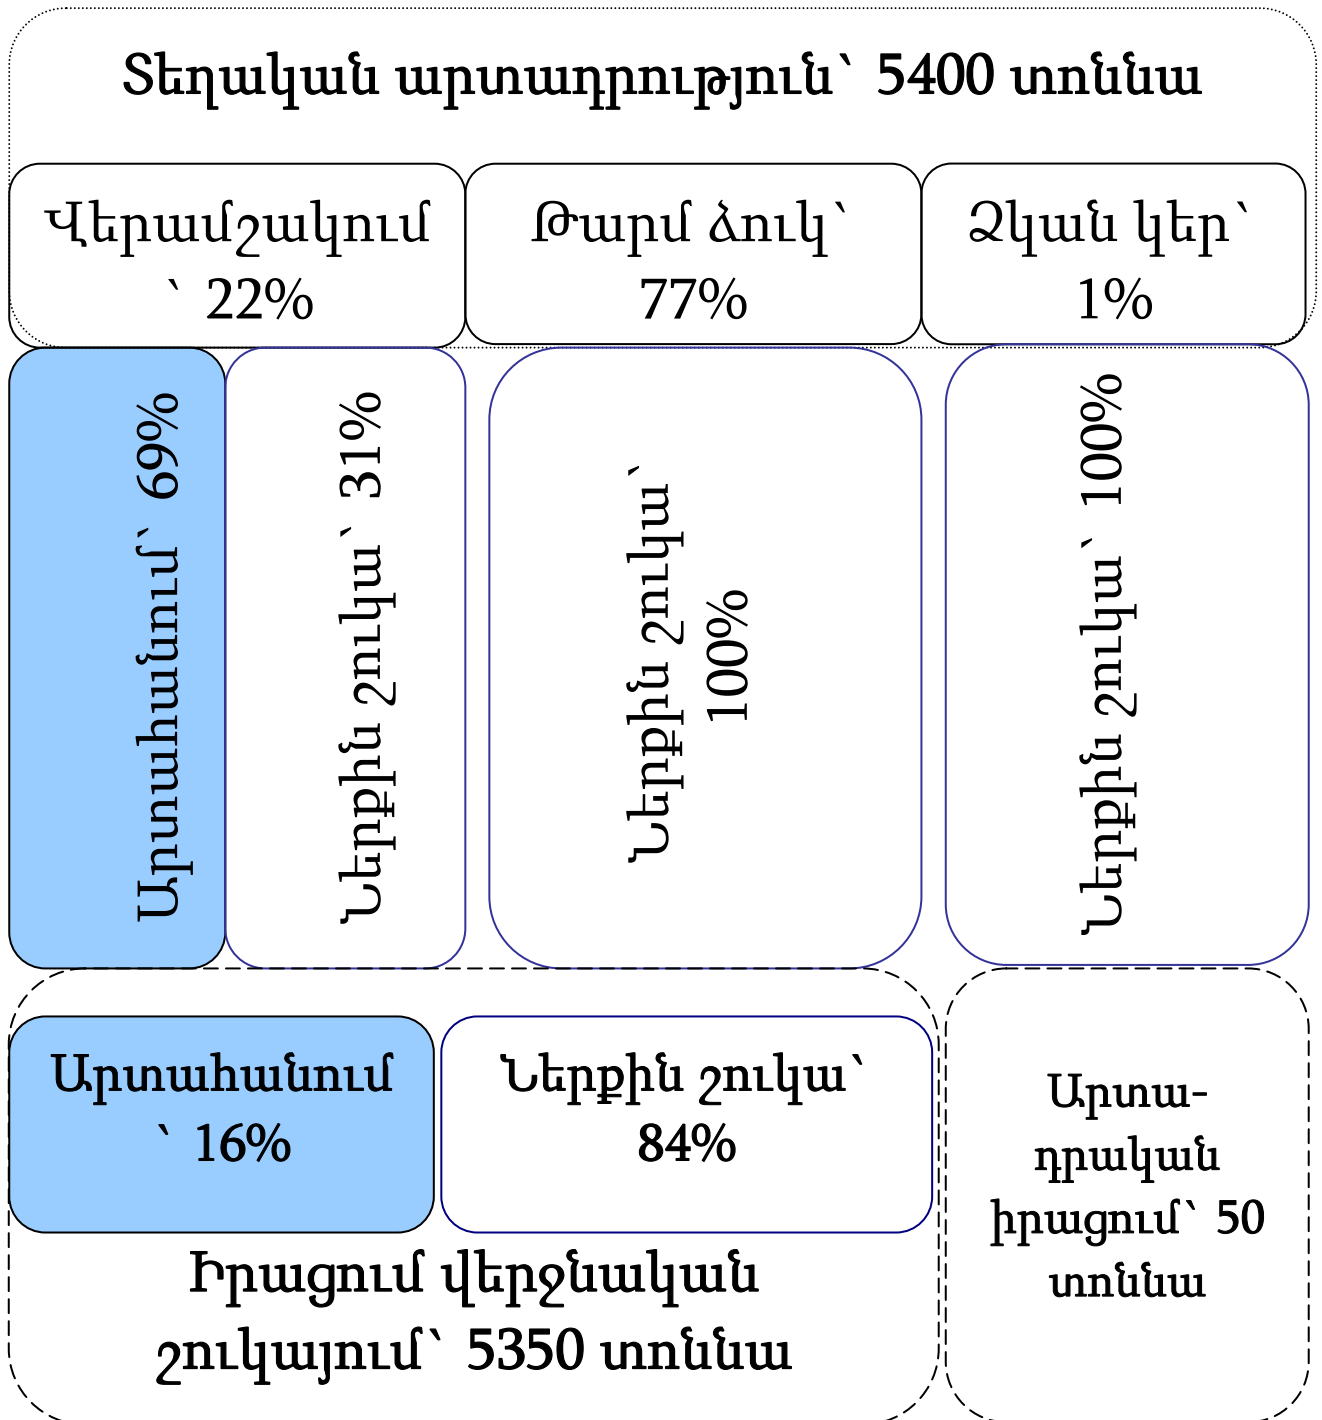 Տեղական արտադրություն` 5400 տոննա
Վերամշակում
` 22%
Թարմ ձուկ`
77%
Ձկան կեր`
1%
Արտահանում` 69%
Ներքին շուկա` 31%
Ներքին շուկա`
100%
Ներքին շուկա` 100%
Արտահանում
` 16%
Ներքին շուկա`
84%
Իրացում վերջնական
շուկայում` 5350 տոննա
Արտա-
դրական
իրացում` 50
տոննա